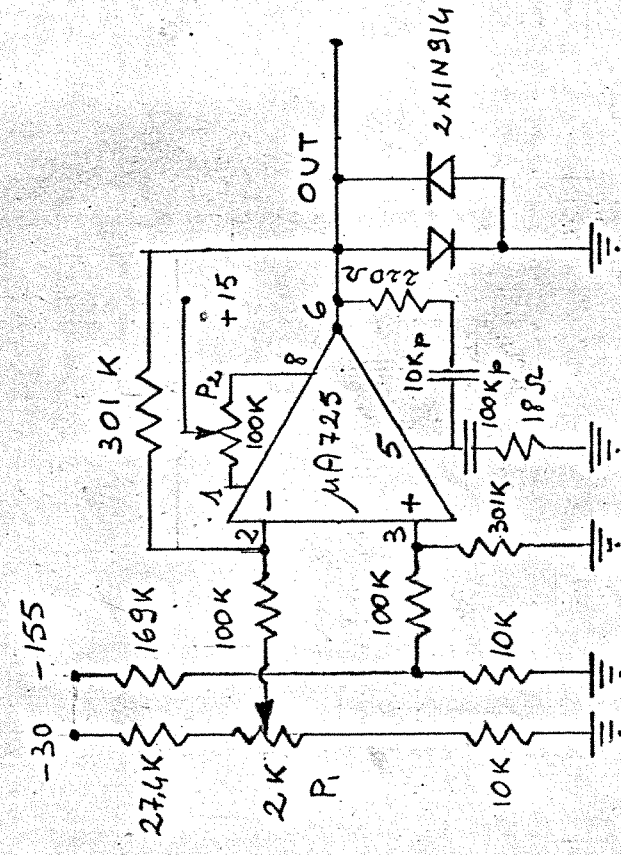 -30 -155
27,4K
169K
2K
P1
10K
10K
100K
100K
301K
301K
2
3
-
+
1
8
P2
100K
+15
µA725
5
6
220Ω
10Kp
100Kp
18Ω
OUT
2X1N914